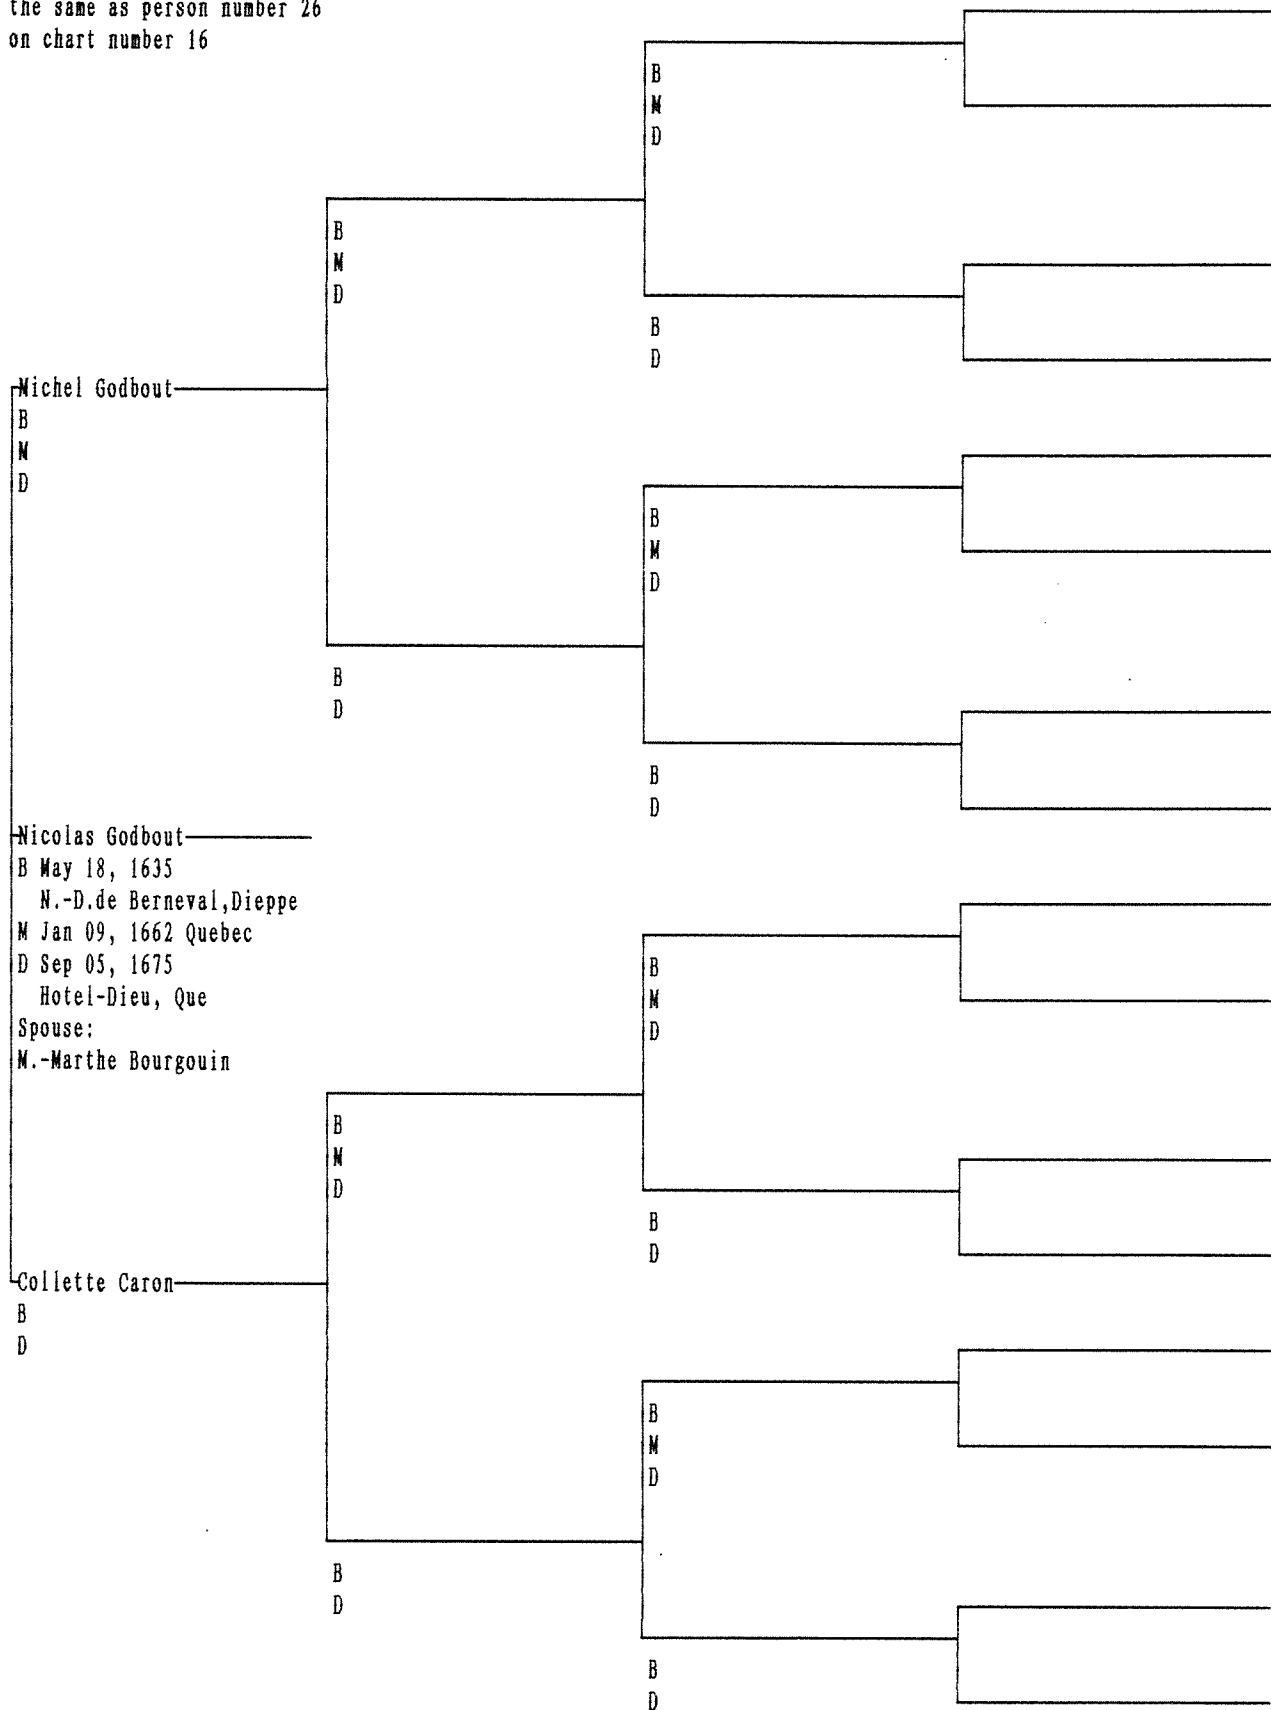 the same as person number 26
on chart number 16
B
M
D
B
M
D
B
D
Michel Godbout
B
M
D
B
M
D
B
D
B
D
Nicolas Godbout
B May 18, 1635
N.-D.de Berneval,Dieppe
M Jan 09, 1662 Quebec
D Sep 05, 1675
Hotel-Dieu, Que
Spouse:
M.-Marthe Bourgouin
B
M
D
B
M
D
B
D
Collette Caron
B
D
B
M
D
B
D
B
D